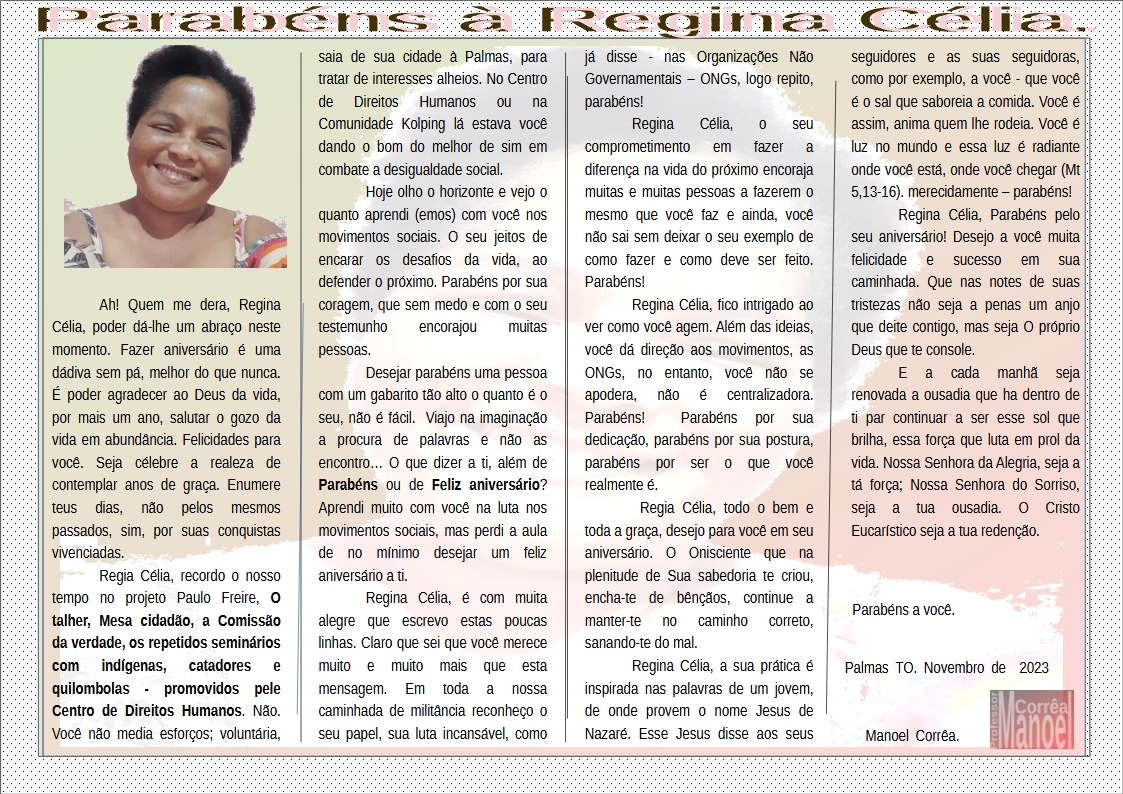 Parabéns à Regina Célia.
Ah! Quem me dera, Regina
Célia, poder dá-lhe um abraço neste
momento. Fazer aniversário é uma
dádiva sem pá, melhor do que nunca.
É poder agradecer ao Deus da vida,
por mais um ano, salutar o gozo da
vida em abundância. Felicidades para
você. Seja célebre a realeza de
contemplar anos de graça. Enumere
teus dias, não pelos mesmos
passados, sim, por suas conquistas
vivenciadas.
Regia Célia, recordo o nosso
tempo no projeto Paulo Freire, O
talher, Mesa cidadão, a Comissão
da verdade, os repetidos seminários
com indígenas, catadores e
quilombolas - promovidos pele
Centro de Direitos Humanos. Não.
Você não media esforços; voluntária,
saia de sua cidade à Palmas, para
tratar de interesses alheios. No Centro
de Direitos Humanos ou na
Comunidade Kolping lá estava você
dando o bom do melhor de sim em
combate a desigualdade social.
Hoje olho o horizonte e vejo o
quanto aprendi (emos) com você nos
movimentos sociais. O seu jeitos de
encarar os desafios da vida, ao
defender o próximo. Parabéns por sua
coragem, que sem medo e com o seu
testemunho encorajou muitas
pessoas.
Desejar parabéns uma pessoa
com um gabarito tão alto o quanto é o
seu, não é fácil. Viajo na imaginação
a procura de palavras e não as
encontro... O que dizer a ti, além de
Parabéns ou de Feliz aniversário?
Aprendi muito com você na luta nos
movimentos sociais, mas perdi a aula
de no mínimo desejar um feliz
aniversário a ti.
Regina Célia, é com muita
alegre que escrevo estas poucas
linhas. Claro que sei que você merece
muito e muito mais que esta
mensagem. Em toda a nossa
caminhada de militância reconheço o
seu papel, sua luta incansável, como
já disse - nas Organizações Não
Governamentais – ONGs, logo repito,
parabéns!
Regina Célia, o seu
comprometimento em fazer a
diferença na vida do próximo encoraja
muitas e muitas pessoas a fazerem o
mesmo que você faz e ainda, você
não sai sem deixar o seu exemplo de
como fazer e como deve ser feito.
Parabéns!
Regina Célia, fico intrigado ao
ver como você agem. Além das ideias,
você dá direção aos movimentos, as
ONGs, no entanto, você não se
apodera, não é centralizadora.
Parabéns! Parabéns por sua
dedicação, parabéns por sua postura,
parabéns por ser o que você
realmente é.
Regia Célia, todo o bem e
toda a graça, desejo para você em seu
aniversário. O Onisciente que na
plenitude de Sua sabedoria te criou,
encha-te de bênçãos, continue a
manter-te no caminho correto,
sanando-te do mal.
Regina Célia, a sua prática é
inspirada nas palavras de um jovem,
de onde provem o nome Jesus de
Nazaré. Esse Jesus disse aos seus
seguidores e as suas seguidoras,
como por exemplo, a você - que você
é o sal que saboreia a comida. Você é
assim, anima quem lhe rodeia. Você é
luz no mundo e essa luz é radiante
onde você está, onde você chegar (Mt
5,13-16). merecidamente – parabéns!
Regina Célia, Parabéns pelo
seu aniversário! Desejo a você muita
felicidade e sucesso em sua
caminhada. Que nas notes de suas
tristezas não seja a penas um anjo
que deite contigo, mas seja O próprio
Deus que te console.
E a cada manhã seja
renovada a ousadia que ha dentro de
ti par continuar a ser esse sol que
brilha, essa força que luta em prol da
vida. Nossa Senhora da Alegria, seja a
tá força; Nossa Senhora do Sorriso,
seja a tua ousadia. O Cristo
Eucarístico seja a tua redenção.
Parabéns a você.
Palmas TO. Novembro de 2023
Manoel Corrêa.
Professor
Corrêa
Manoel